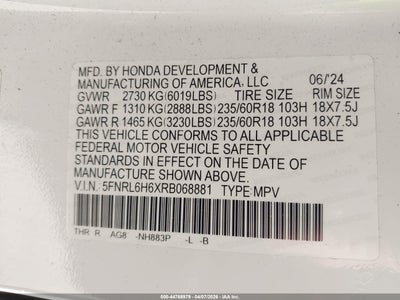 MFD. BY HONDA DEVELOPMENT &
MANUFACTURING OF AMERICA, LLC 06/'24
GVWR 2730 KG (6019LBS) TIRE SIZE RIM SIZE
GAWR F 1310 KG (2888LBS) 235/60R18 103H 18X7.5J
GAWR R 1465 KG (3230LBS) 235/60R18 103H 18X7.5J
THIS VEHICLE CONFORMS TO ALL APPLICABLE
FEDERAL MOTOR VEHICLE SAFETY
STANDARDS IN EFFECT ON THE DATE OF
MANUFACTURE SHOWN ABOVE.
V.I.N.: 5FNRL6H6XRB068881 TYPE: MPV
THR R AG8 -NH883P -L -B
500 - 44768979 - 04/07/2026 - IAAI